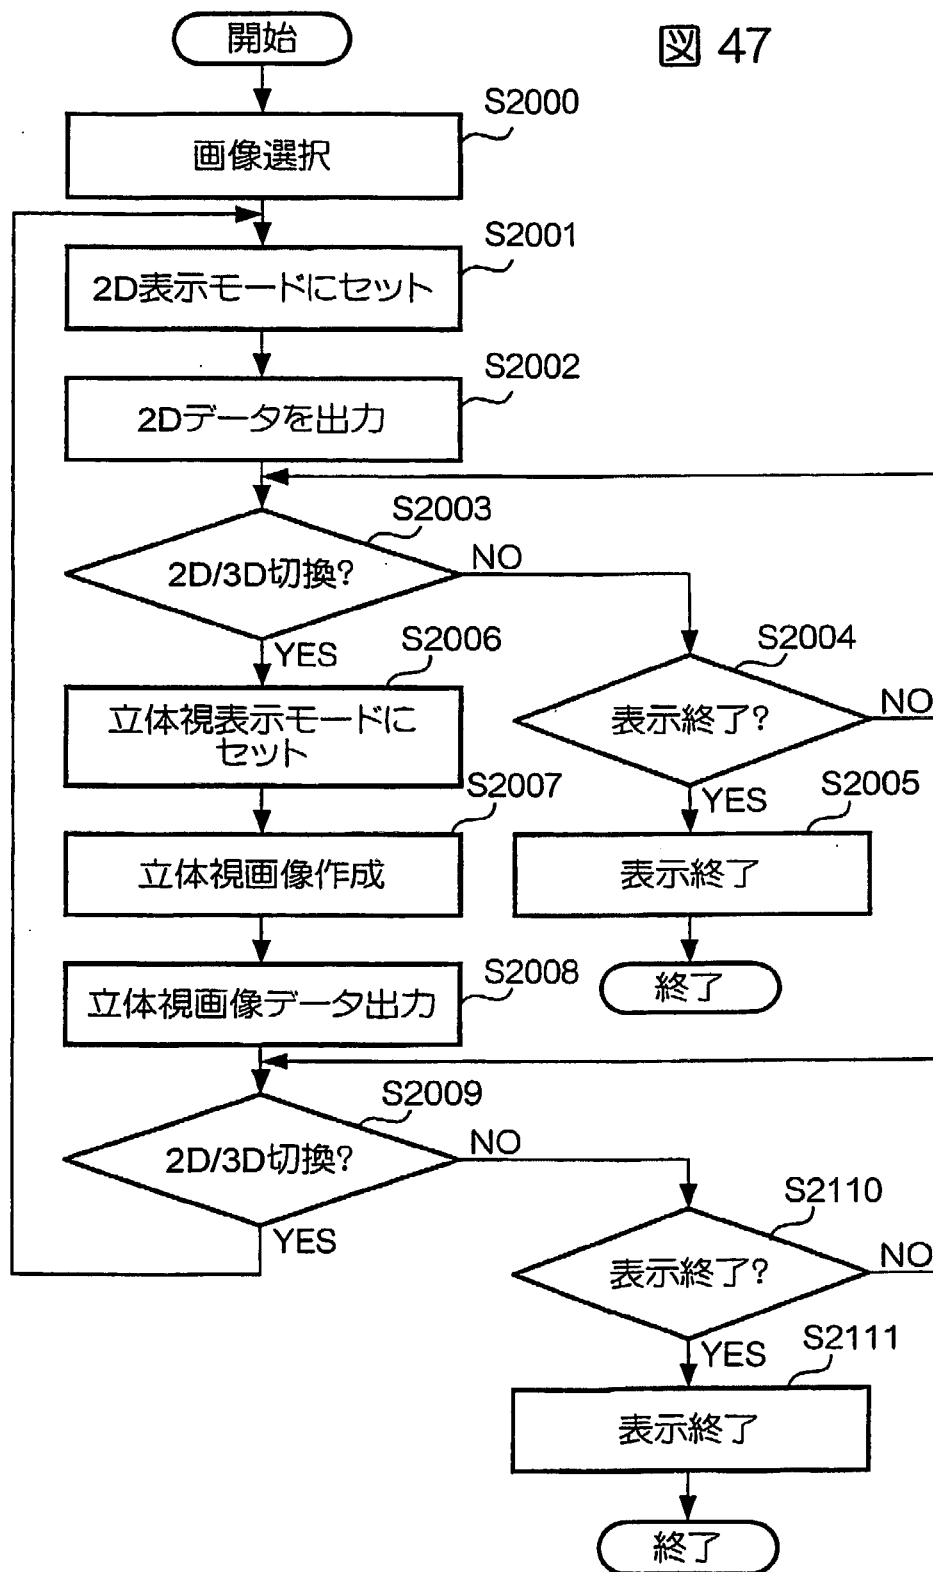 図 47
開始
S2000
画像選択
S2001
2D表示モードにセット
S2002
2Dデータを出力
S2003
2D/3D切換?
NO
YES
S2004
表示終了?
NO
YES
S2005
表示終了
終了
S2006
立体視表示モードに
セット
S2007
立体視画像作成
S2008
立体視画像データ出力
S2009
2D/3D切換?
NO
YES
S2110
表示終了?
NO
YES
S2111
表示終了
終了